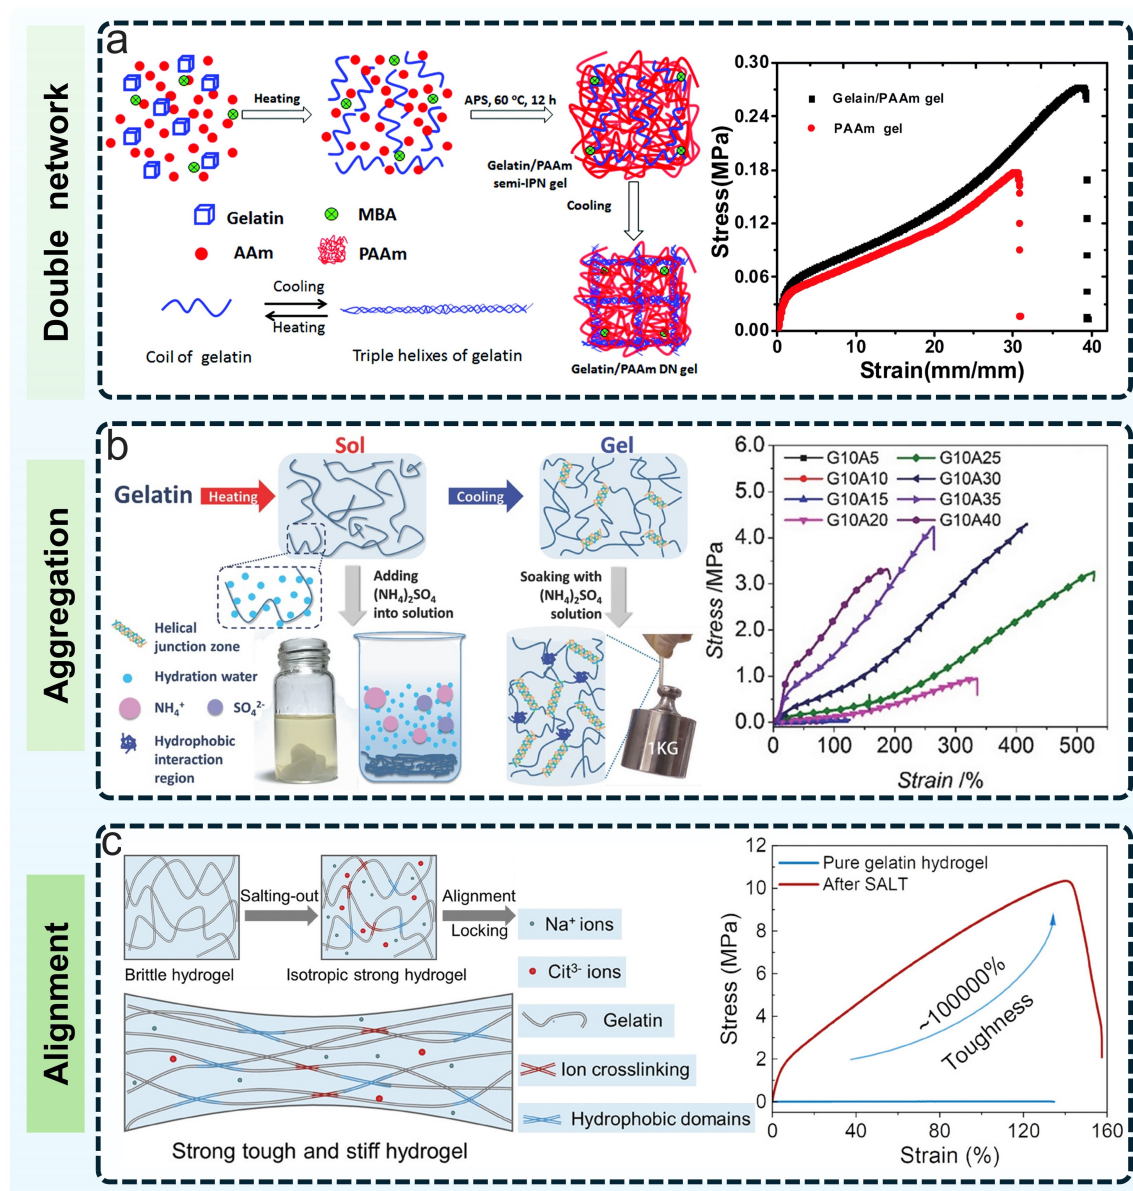 Double network
a
Heating
APS, 60 °C, 12 h
Gelatin/PAAm
semi-IPN gel
Cooling
Gelatin
MBA
AAm
PAAm
Cooling
Heating
Coil of gelatin
Triple helixes of gelatin
Gelatin/PAAm DN gel
Stress(MPa)
0.30
0.24
0.18
0.12
0.06
0.00
Gelain/PAAm gel
PAAm gel
0
10
20
30
40
Strain(mm/mm)
Aggregation
b
Sol
Gel
Gelatin
Heating
Cooling
Adding
(NH₄)₂SO₄
into solution
Soaking with
(NH₄)₂SO₄
solution
Helical
junction zone
Hydration water
NH₄⁺
SO₄²⁻
Hydrophobic
interaction
region
1KG
Stress /MPa
6.0
5.0
4.0
3.0
2.0
1.0
0.0
G10A5
G10A10
G10A15
G10A20
G10A25
G10A30
G10A35
G10A40
0
100
200
300
400
500
Strain /%
Alignment
c
Salting-out
Alignment
Locking
Brittle hydrogel
Isotropic strong hydrogel
Na⁺ ions
Cit³⁻ ions
Gelatin
Ion crosslinking
Hydrophobic domains
Strong tough and stiff hydrogel
Stress (MPa)
12
10
8
6
4
2
0
Pure gelatin hydrogel
After SALT
~100000%
Toughness
0
40
80
120
160
Strain (%)